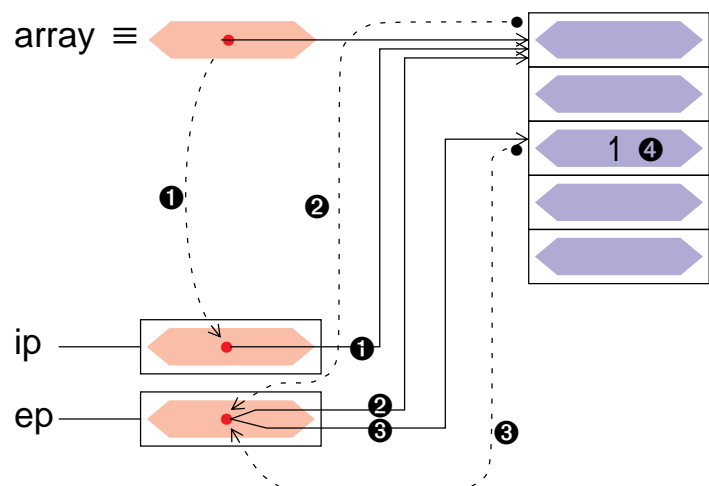 array ≡
1 ❹
❶ ❷
ip ❶
ep ❷
❸ ❸